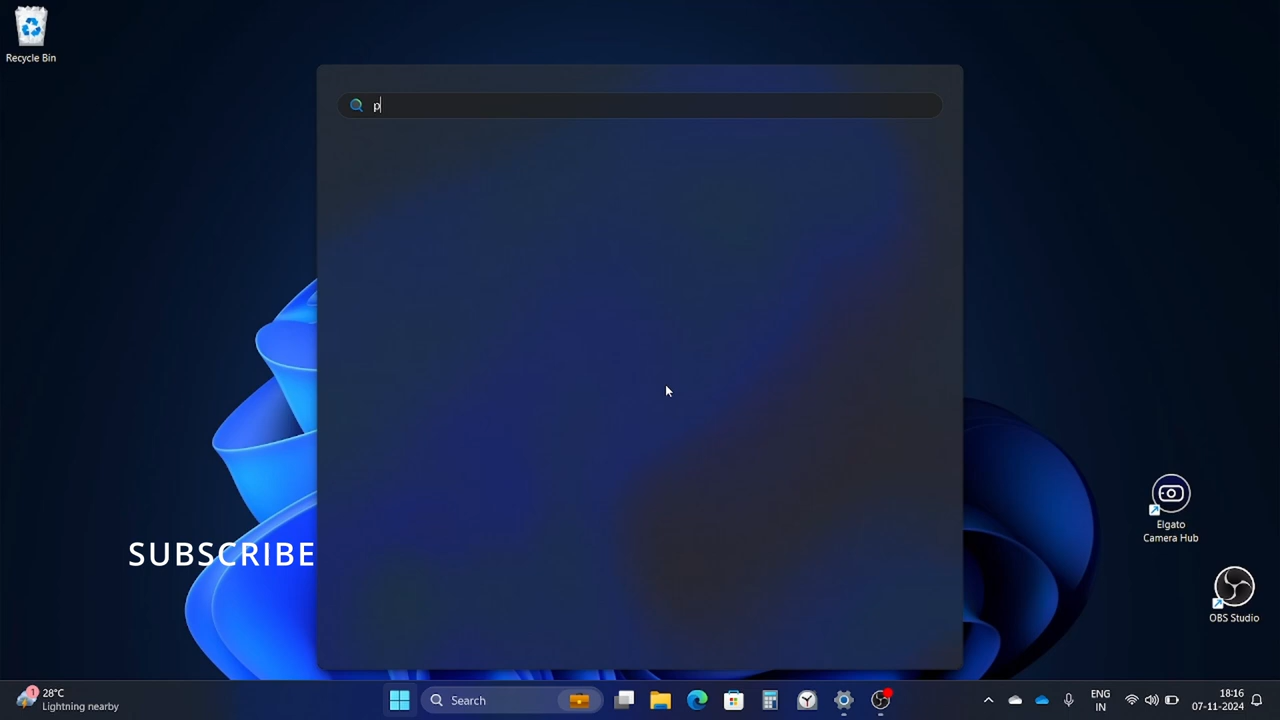 Recycle Bin
p
SUBSCRIBE
Elgato
Camera Hub
OBS Studio
1
28°C
Lightning nearby
Search
ENG
IN
18:16
07-11-2024